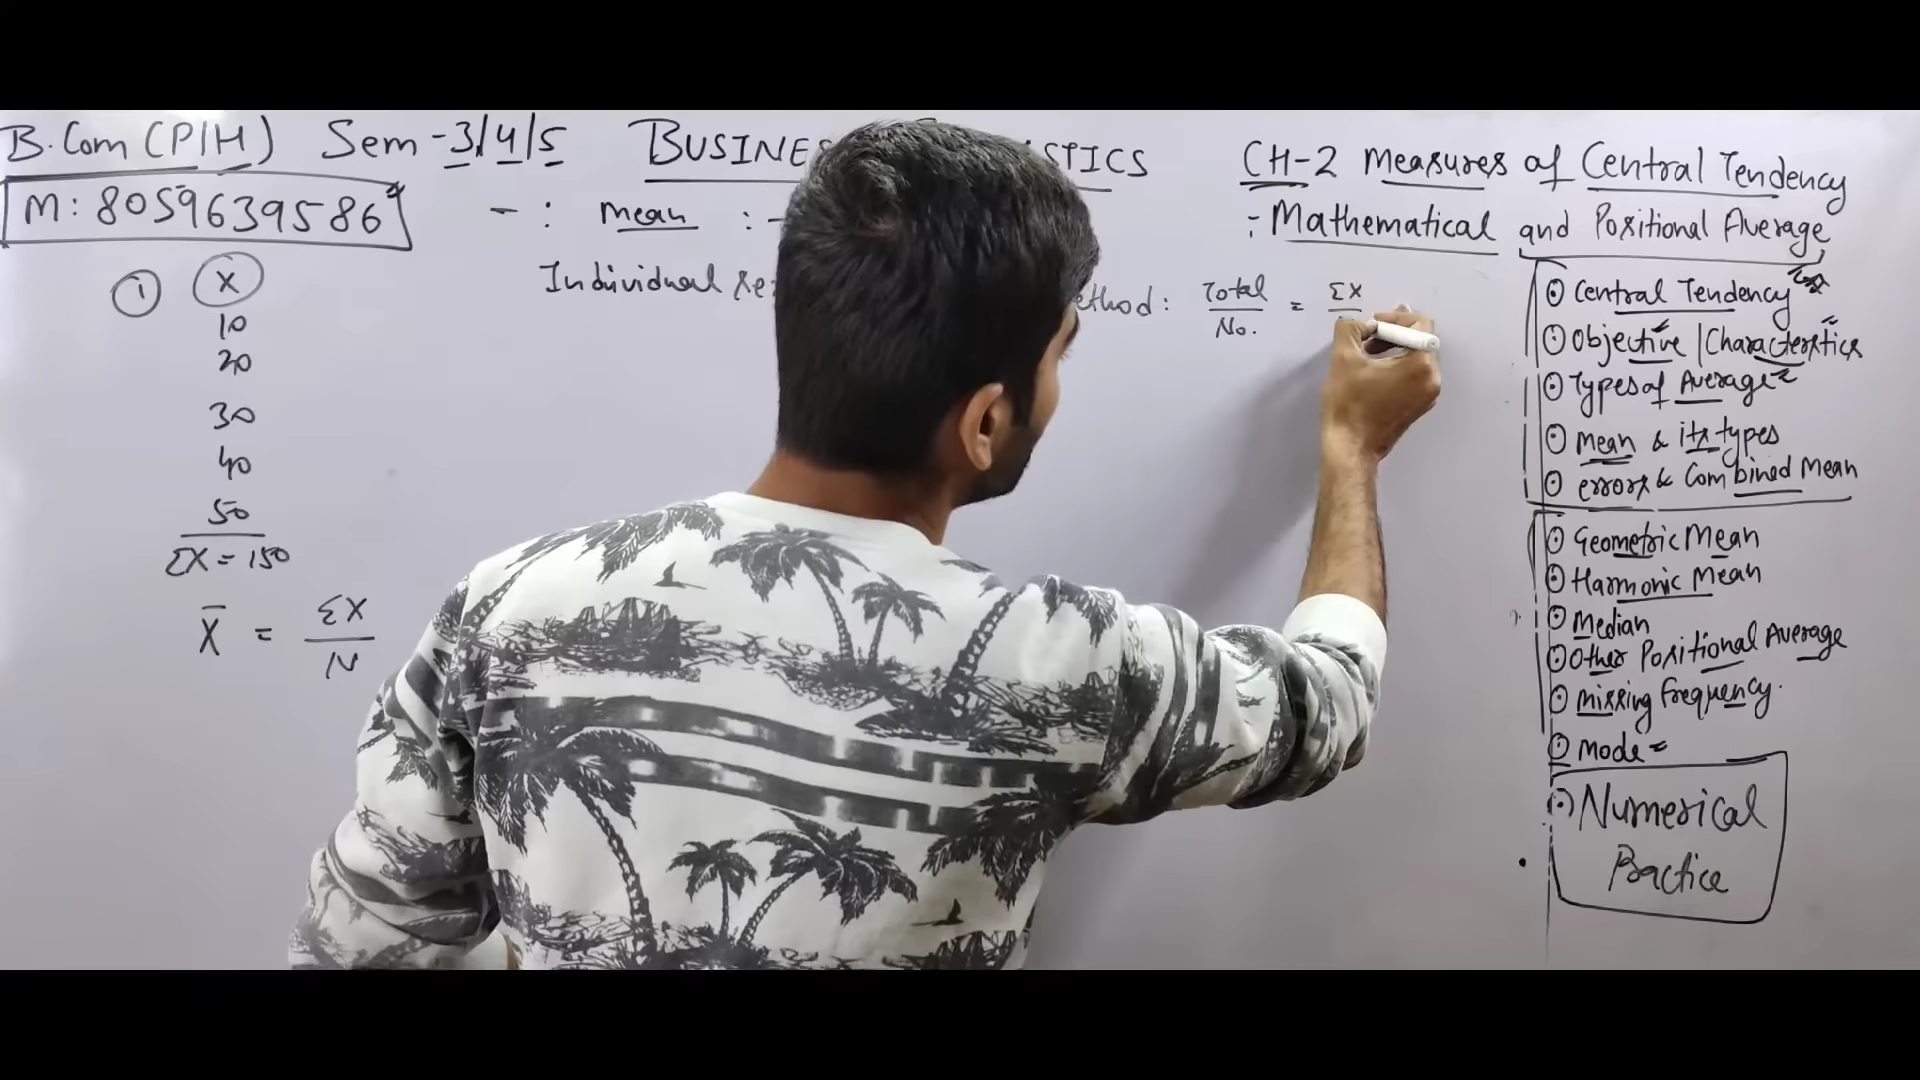 B.Com (P/H) Sem -3/4/5 BUSINE STICS
CH-2 Measures of Central Tendency
M: 8059639586
- : mean : -
:- Mathematical and Positional Average
① X
10
20
30
40
50
ΣX = 150
X̄ = ΣX / N
Individual
ethod : Total / No. = ΣX
⊙ Central Tendency
⊙ Objective / Characterstics
⊙ Types of Average
⊙ Mean & its types
⊙ errors & Combined Mean
⊙ Geometric Mean
⊙ Harmonic Mean
⊙ Median
⊙ Other Positional Average
⊙ missing frequency.
⊙ Mode
⊙ Numerical
Practice